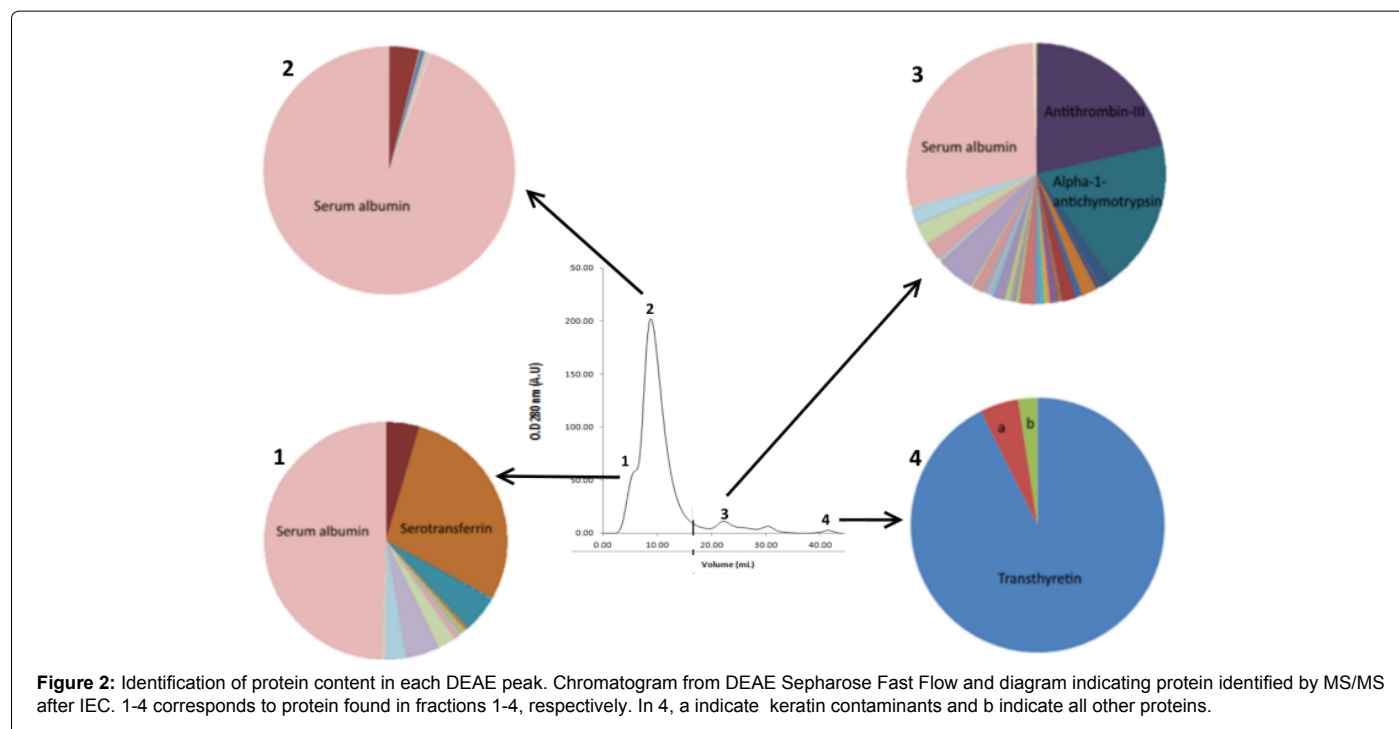 2
Serum albumin
3
Antithrombin-III
Serum albumin
Alpha-1-
antichymotrypsin
50.00
200.00
150.00
100.00
50.00
0.00
O.D 280 nm (A.U)
2
1
3
4
0.00
10.00
20.00
30.00
40.00
Volume (mL)
1
Serum albumin
Serotransferrin
4
a
b
Transthyretin
Figure 2: Identification of protein content in each DEAE peak. Chromatogram from DEAE Sepharose Fast Flow and diagram indicating protein identified by MS/MS
after IEC. 1-4 corresponds to protein found in fractions 1-4, respectively. In 4, a indicate keratin contaminants and b indicate all other proteins.